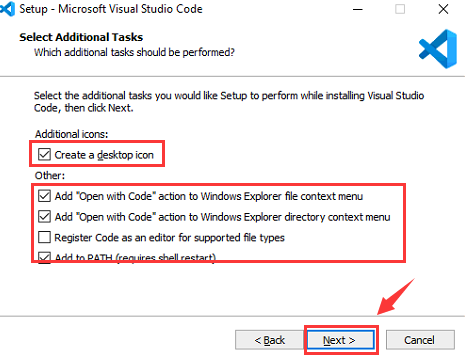 Setup - Microsoft Visual Studio Code
Select Additional Tasks
Which additional tasks should be performed?
Select the additional tasks you would like Setup to perform while installing Visual Studio
Code, then click Next.
Additional icons:
Create a desktop icon
Other:
Add "Open with Code" action to Windows Explorer file context menu
Add "Open with Code" action to Windows Explorer directory context menu
Register Code as an editor for supported file types
Add to PATH (requires shell restart)
< Back
Next >
Cancel